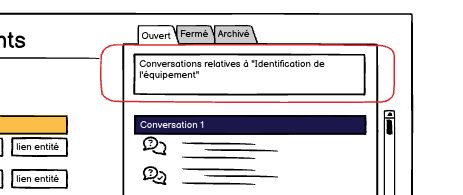 nts
Ouvert Fermé Archivé
Conversations relatives à "Identification de
l'équipement"
Conversation 1
lien entité
lien entité